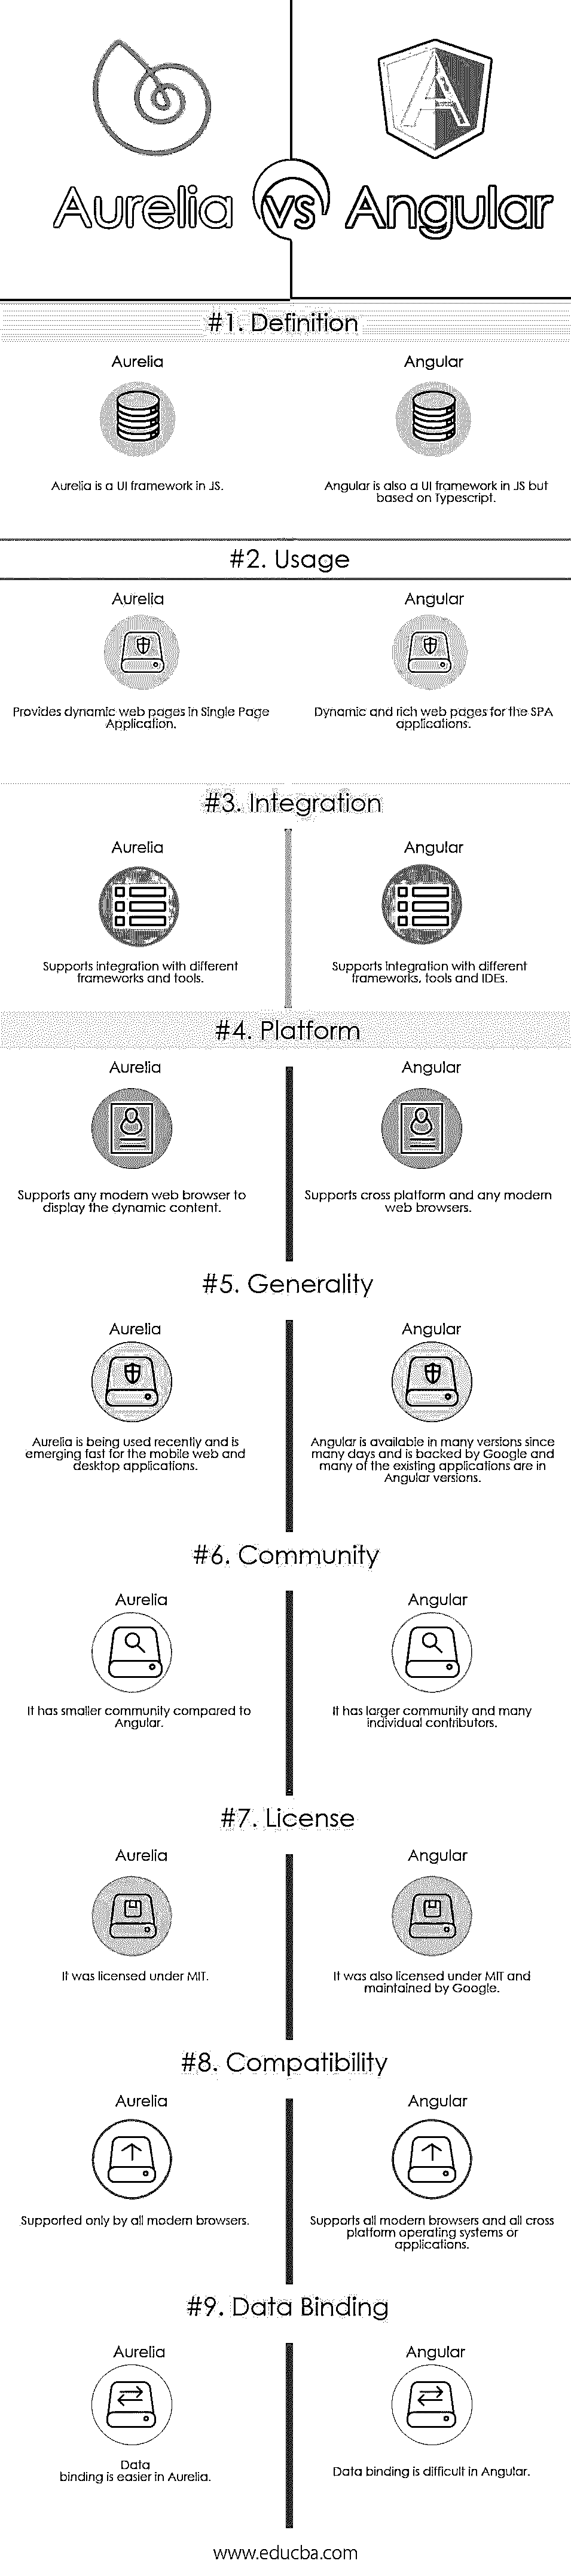 Aurelia vs Angular
#1. Definition
Aurelia
Angular
Aurelia is a UI framework in JS.
Angular is also a UI framework in JS but
based on Typescript.
#2. Usage
Aurelia
Angular
Provides dynamic web pages in Single Page
Application.
Dynamic and rich web pages for the SPA
applications.
#3. Integration
Aurelia
Angular
Supports integration with different
frameworks and tools.
Supports integration with different
frameworks, tools and IDEs.
#4. Platform
Aurelia
Angular
Supports any modern web browser to
display the dynamic content.
Supports cross platform and any modern
web browsers.
#5. Generality
Aurelia
Angular
Aurelia is being used recently and is
emerging fast for the mobile web and
desktop applications.
Angular is available in many versions since
many days and is backed by Google and
many of the existing applications are in
Angular versions.
#6. Community
Aurelia
Angular
It has smaller community compared to
Angular.
It has larger community and many
individual contributors.
#7. License
Aurelia
Angular
It was licensed under MIT.
It was also licensed under MIT and
maintained by Google.
#8. Compatibility
Aurelia
Angular
Supported only by all modern browsers.
Supports all modern browsers and all cross
platform operating systems or
applications.
#9. Data Binding
Aurelia
Angular
Data
binding is easier in Aurelia.
Data binding is difficult in Angular.
www.educba.com